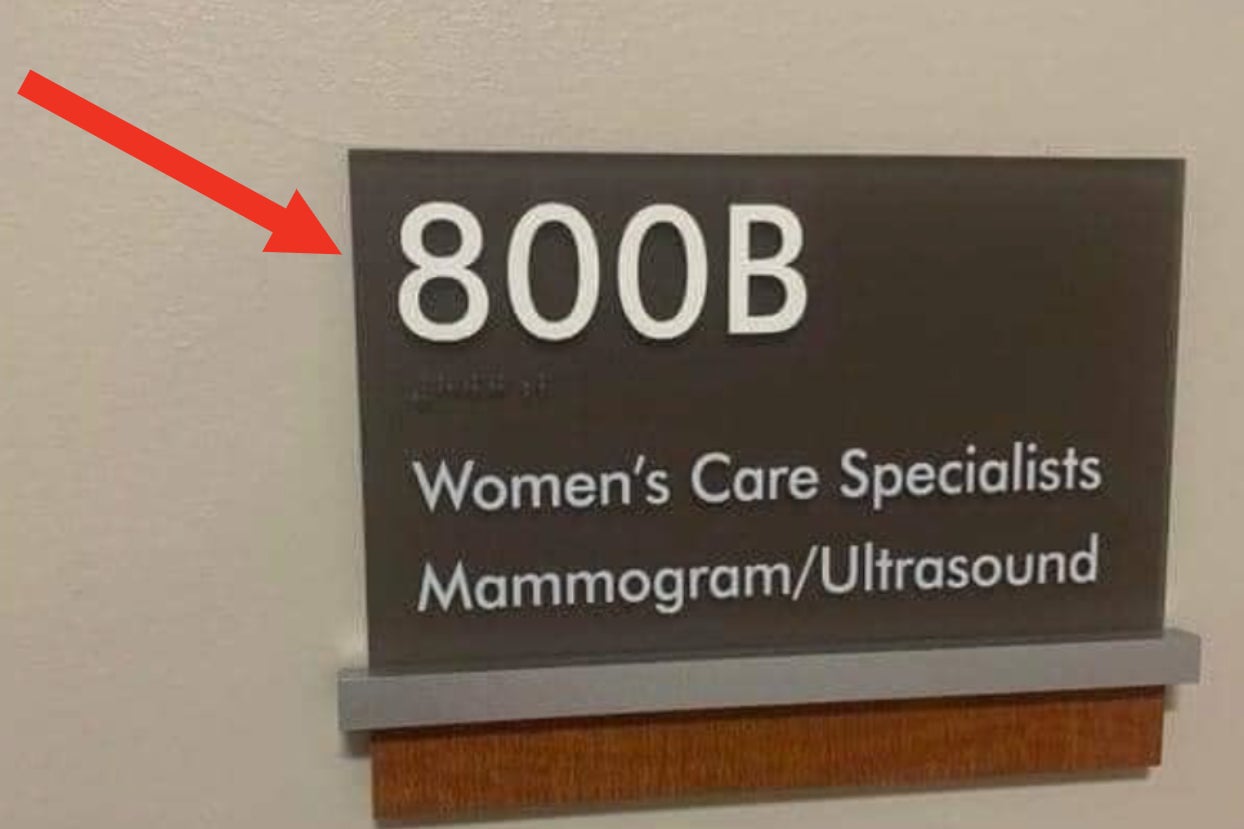 800B
Women's Care Specialists
Mammogram/Ultrasound